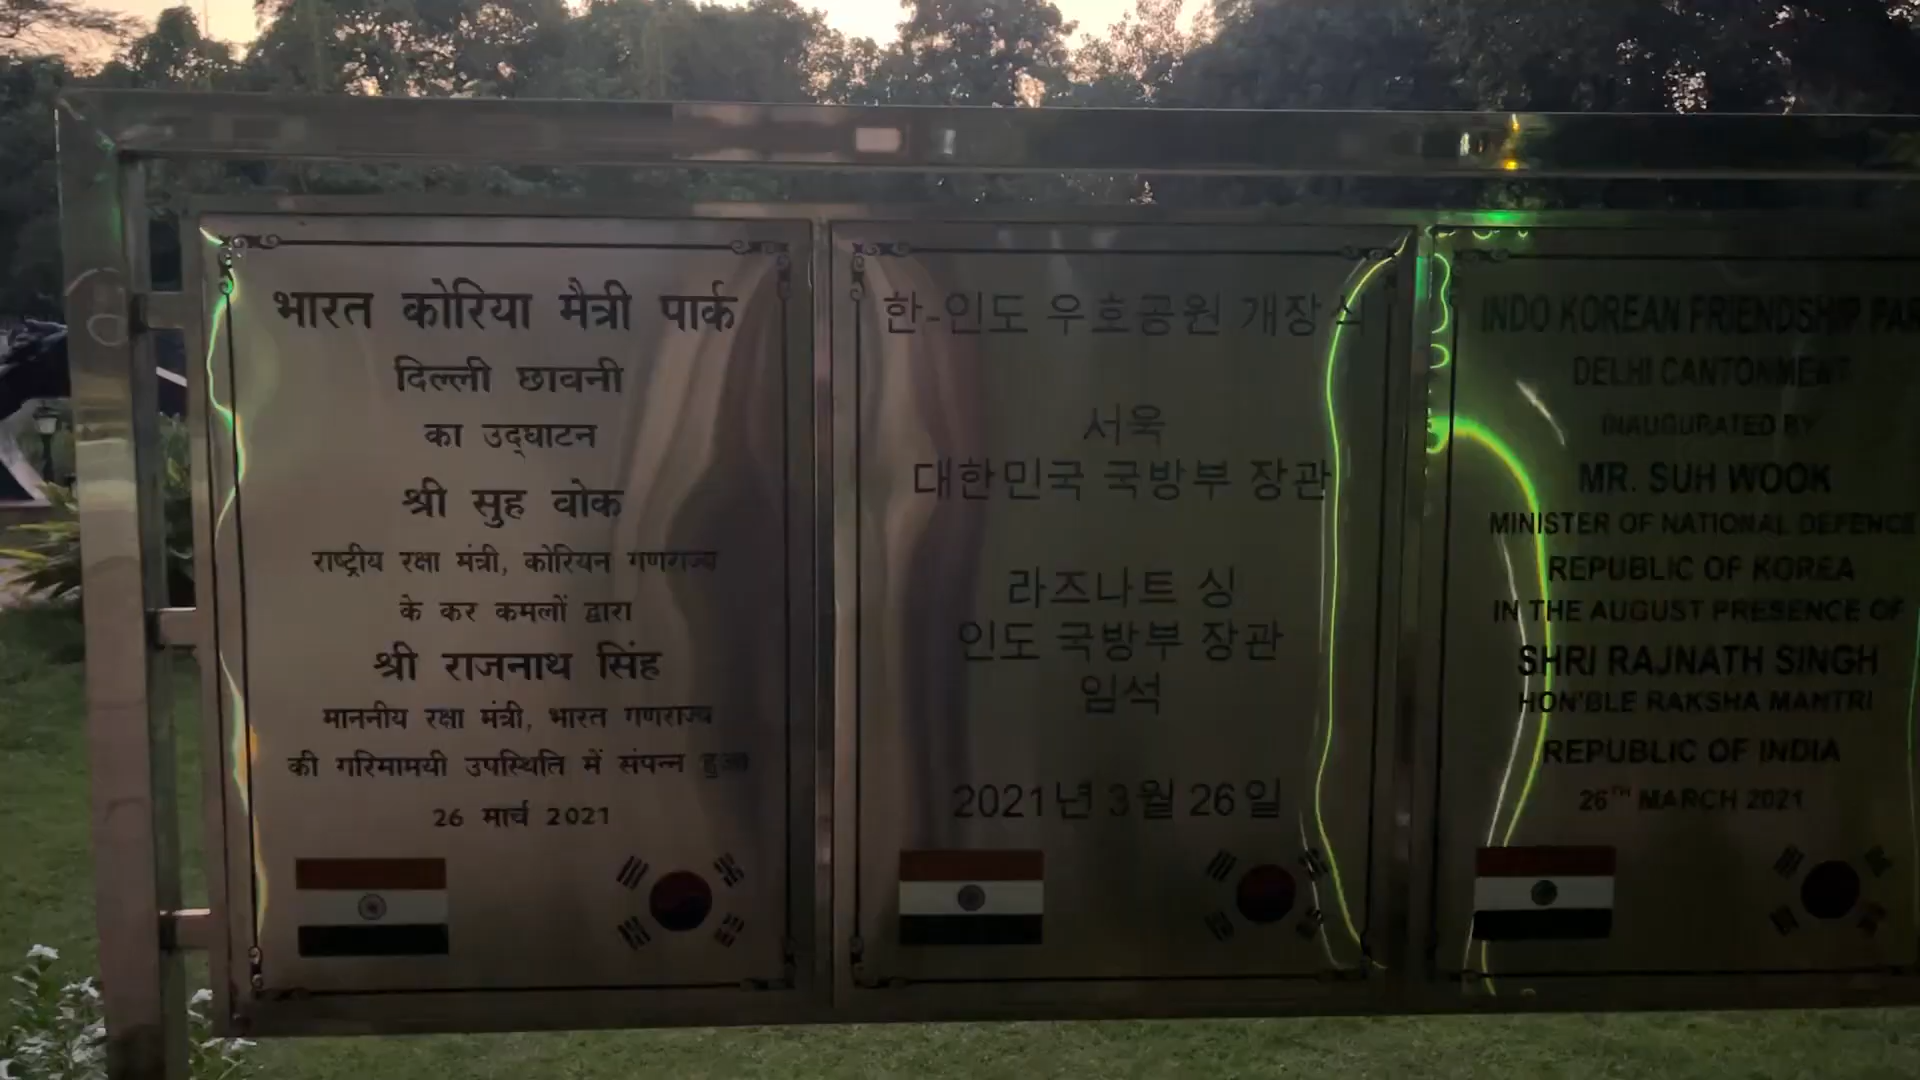 भारत कोरिया मैत्री पार्क
दिल्ली छावनी
का उद्घाटन
श्री सुह वोक
राष्ट्रीय रक्षा मंत्री, कोरियन गणराज्य
के कर कमलों द्वारा
श्री राजनाथ सिंह
माननीय रक्षा मंत्री, भारत गणराज्य
की गरिमामयी उपस्थिति में संपन्न हुआ
26 मार्च 2021
한-인도 우호공원 개장식
서욱
대한민국 국방부 장관
라즈나트 싱
인도 국방부 장관
임석
2021년 3월 26일
INDO KOREAN FRIENDSHIP
DELHI CANTONMENT
INAUGURATED BY
MR. SUH WOOK
MINISTER OF NATIONAL DEFENCE
REPUBLIC OF KOREA
IN THE AUGUST PRESENCE OF
SHRI RAJNATH SINGH
HON'BLE RAKSHA MANTRI
REPUBLIC OF INDIA
26TH MARCH 2021